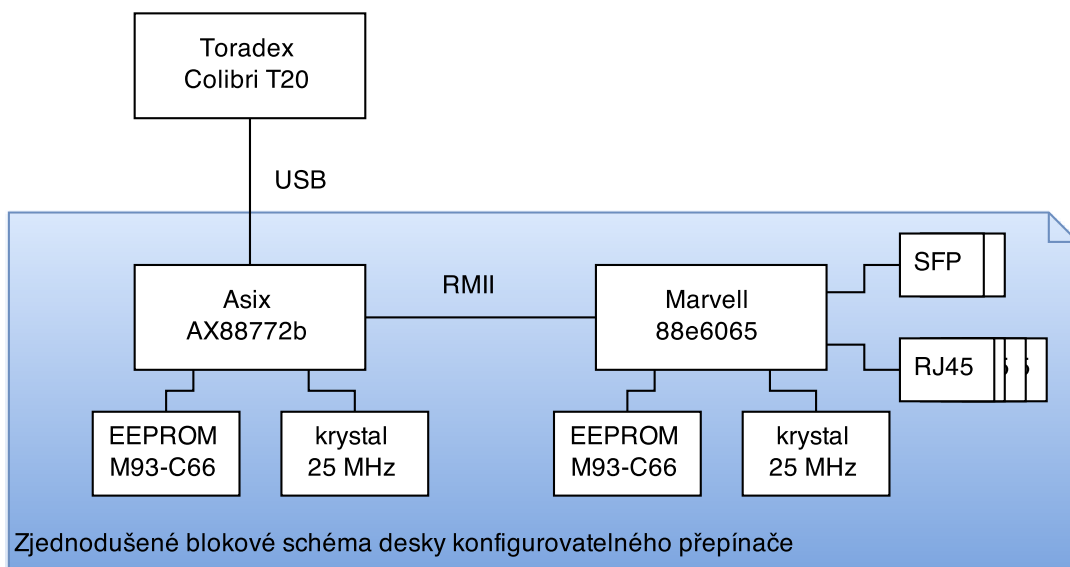 Toradex
Colibri T20
USB
Asix
AX88772b
RMII
Marvell
88e6065
SFP
RJ45
EEPROM
M93-C66
krystal
25 MHz
EEPROM
M93-C66
krystal
25 MHz
Zjednodušené blokové schéma desky konfigurovatelného přepínače